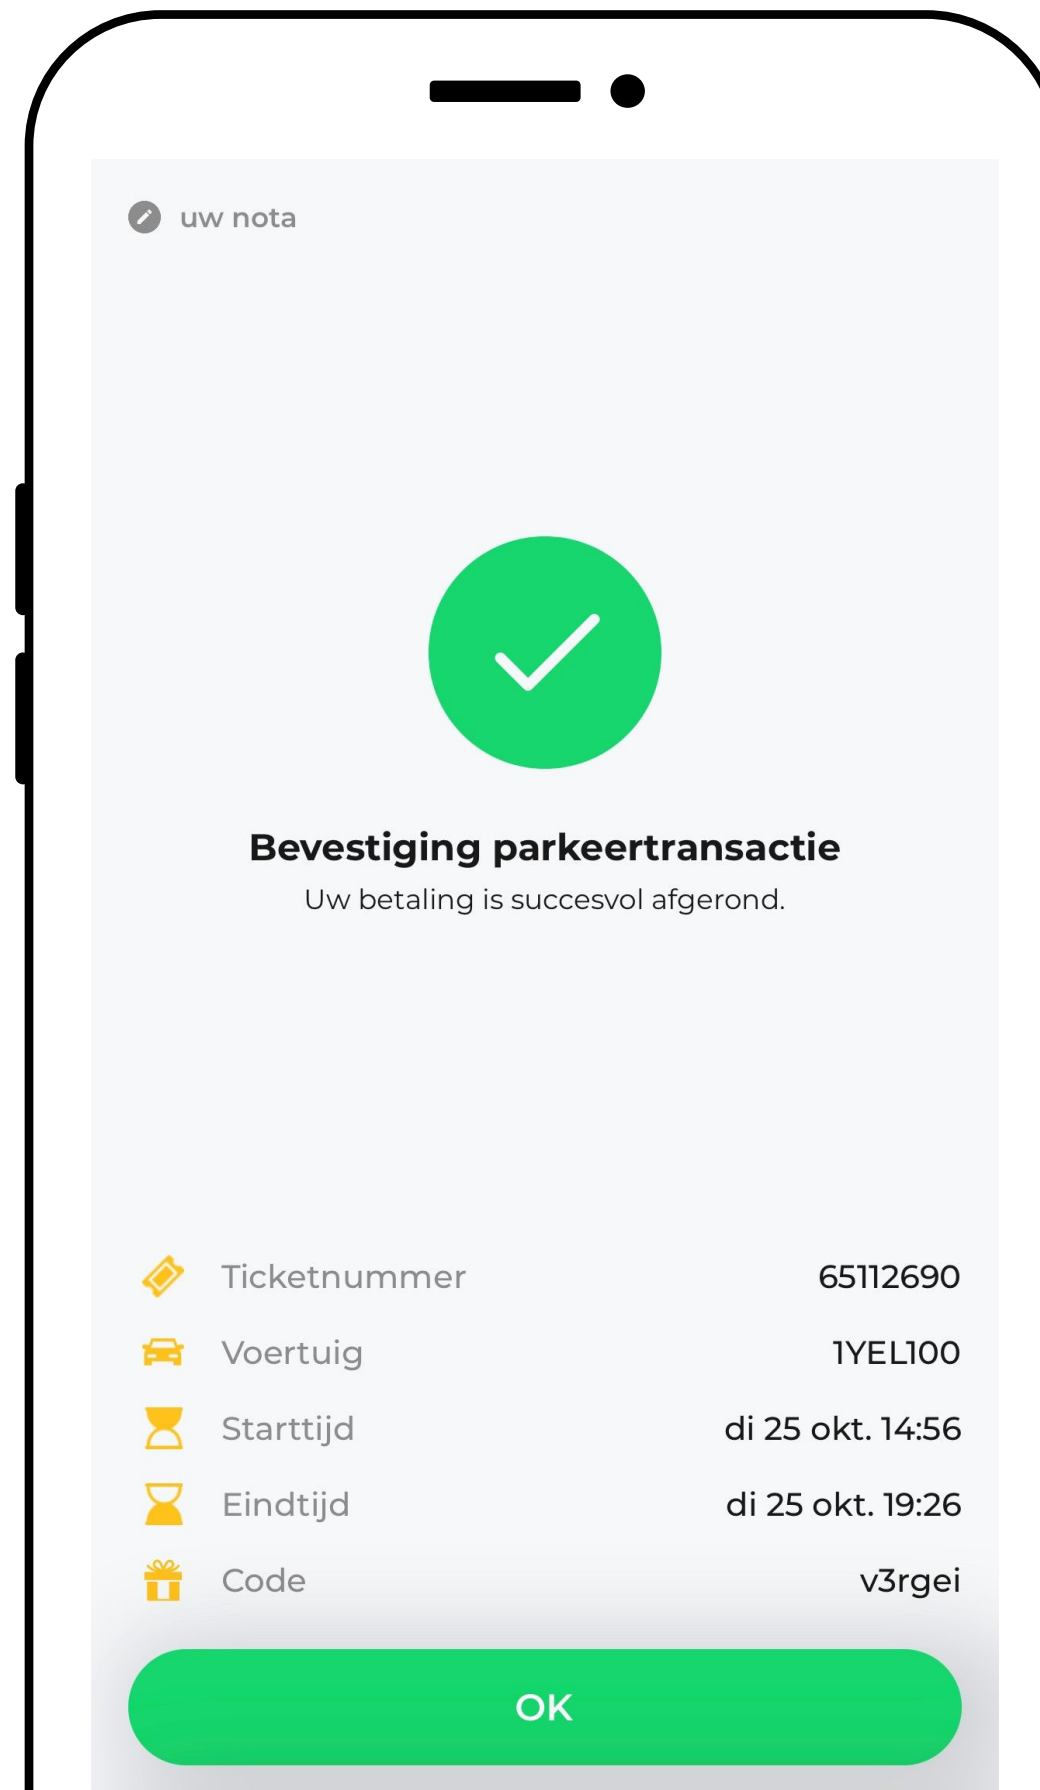 uw nota
Bevestiging parkeertransactie
Uw betaling is succesvol afgerond.
Ticketnummer 65112690
Voertuig 1YEL100
Starttijd di 25 okt. 14:56
Eindtijd di 25 okt. 19:26
Code v3rgei
OK